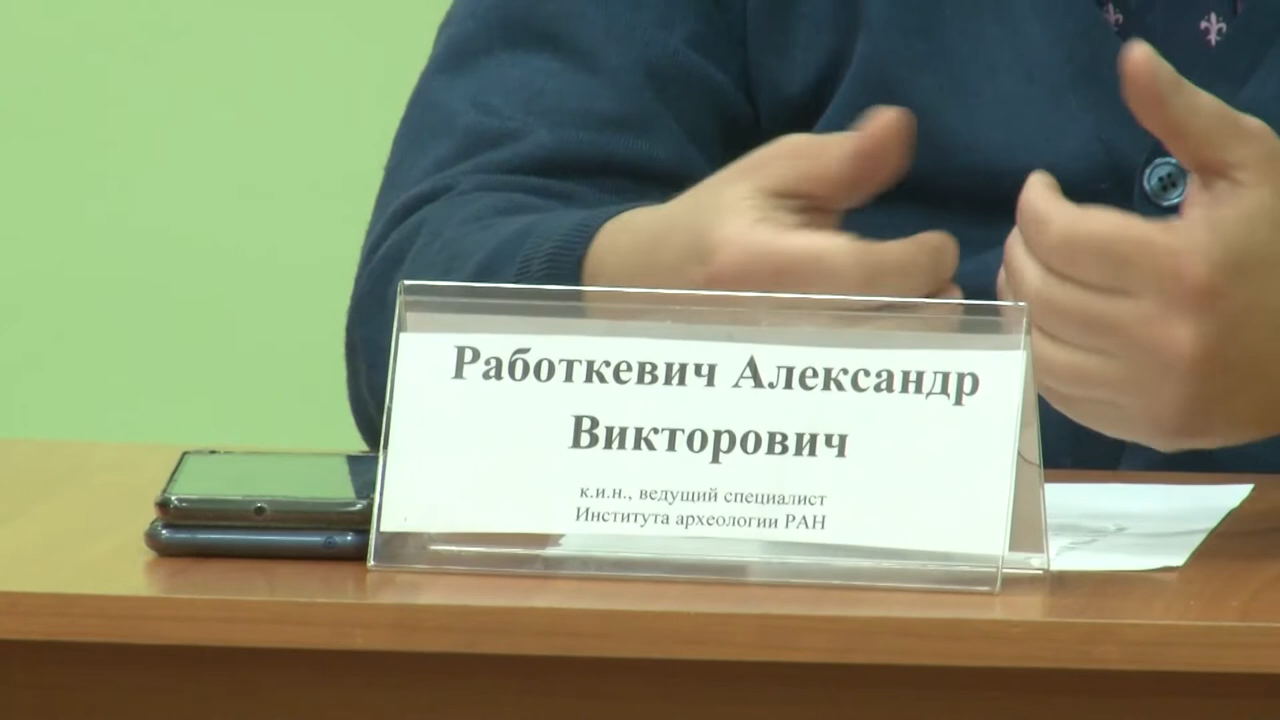 Работкевич Александр
Викторович
к.и.н., ведущий специалист
Института археологии РАН